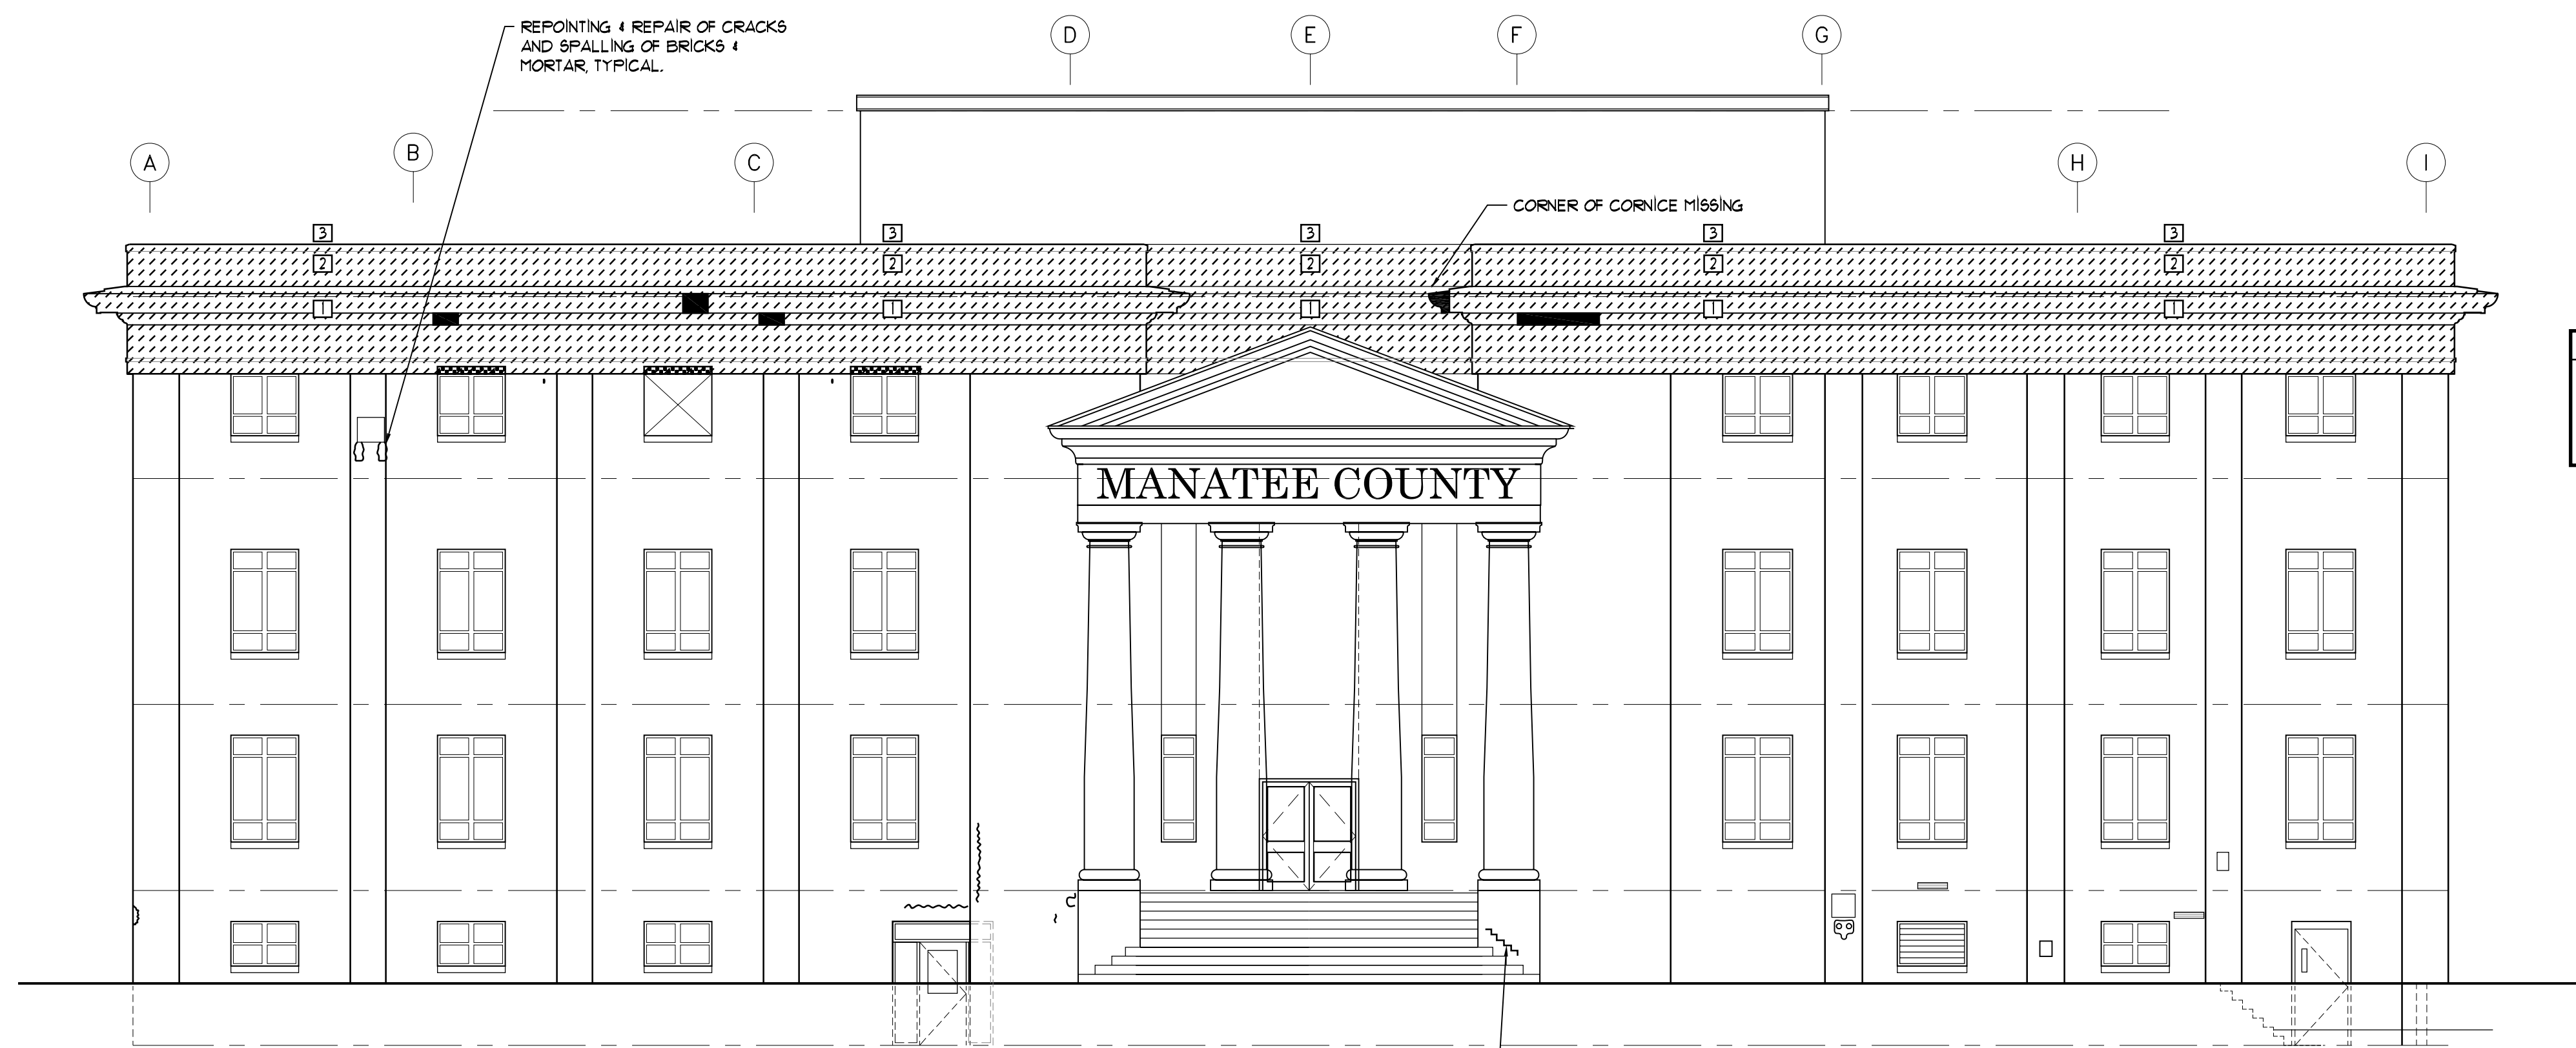 REPOINTING & REPAIR OF CRACKS
AND SPALLING OF BRICKS &
MORTAR, TYPICAL.
D E F G
A B C H I
CORNER OF CORNICE MISSING
3 3 3 3 3
2 2 2 2 2
1 1 1 1 1
MANATEE COUNTY